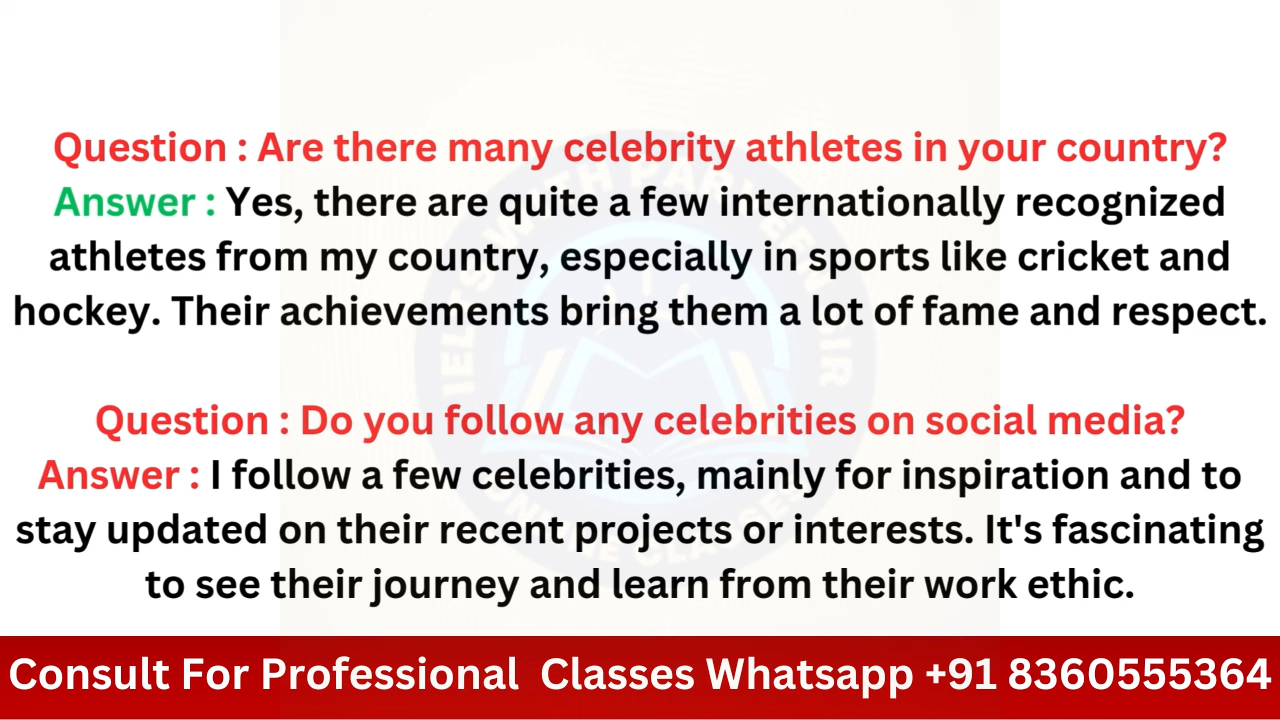 Question : Are there many celebrity athletes in your country?
Answer : Yes, there are quite a few internationally recognized
athletes from my country, especially in sports like cricket and
hockey. Their achievements bring them a lot of fame and respect.
Question : Do you follow any celebrities on social media?
Answer : I follow a few celebrities, mainly for inspiration and to
stay updated on their recent projects or interests. It's fascinating
to see their journey and learn from their work ethic.
Consult For Professional Classes Whatsapp +91 8360555364